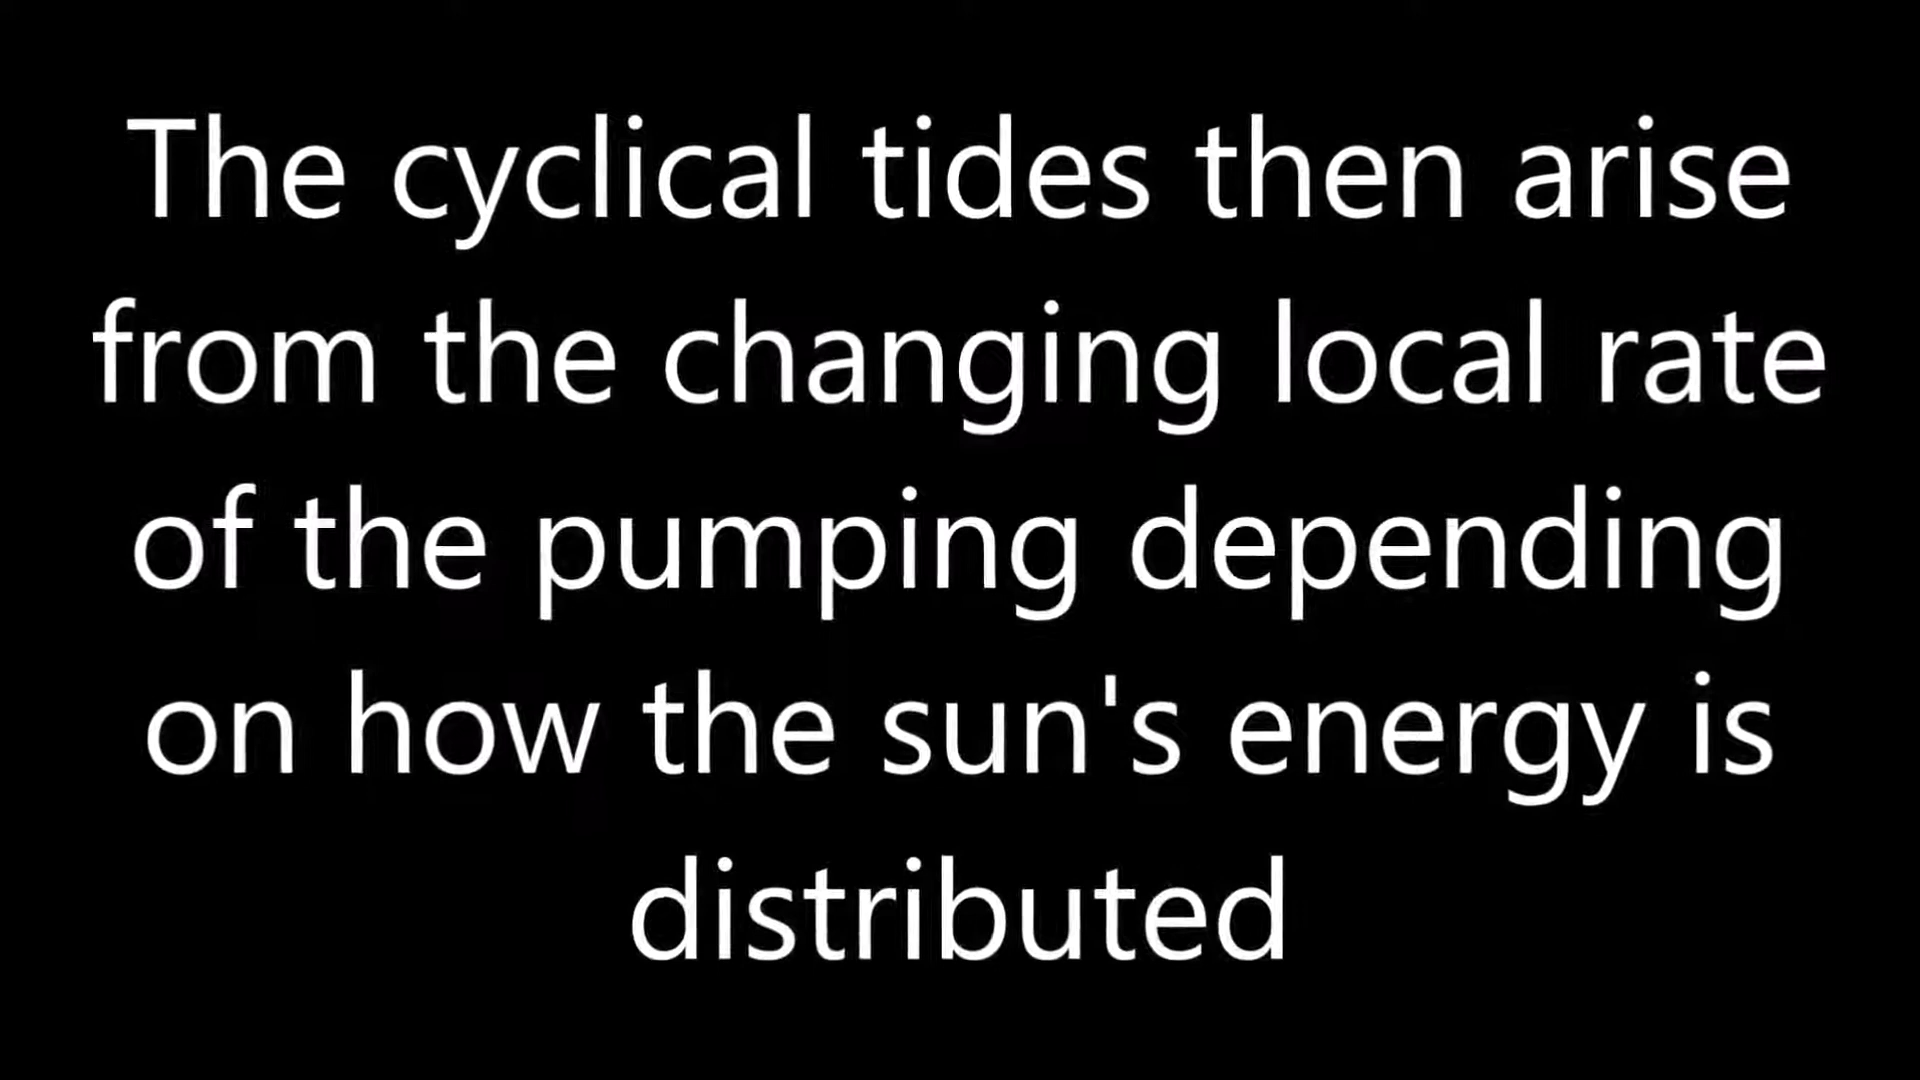 The cyclical tides then arise
from the changing local rate
of the pumping depending
on how the sun's energy is
distributed